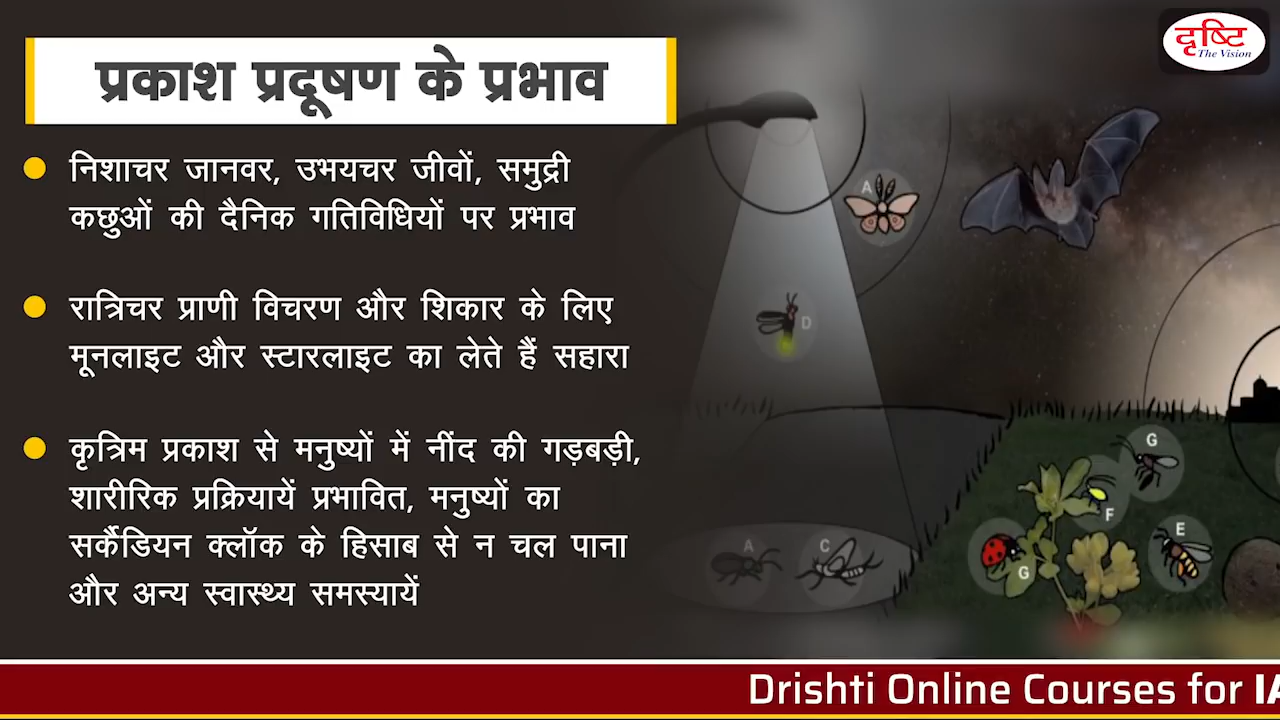 प्रकाश प्रदूषण के प्रभाव
दृष्टि
The Vision
निशाचर जानवर, उभयचर जीवों, समुद्री
कछुओं की दैनिक गतिविधियों पर प्रभाव
रात्रिचर प्राणी विचरण और शिकार के लिए
मूनलाइट और स्टारलाइट का लेते हैं सहारा
कृत्रिम प्रकाश से मनुष्यों में नींद की गड़बड़ी,
शारीरिक प्रक्रियायें प्रभावित, मनुष्यों का
सर्कैडियन क्लॉक के हिसाब से न चल पाना
और अन्य स्वास्थ्य समस्यायें
A
D
G
F
E
G
A
C
Drishti Online Courses for IA